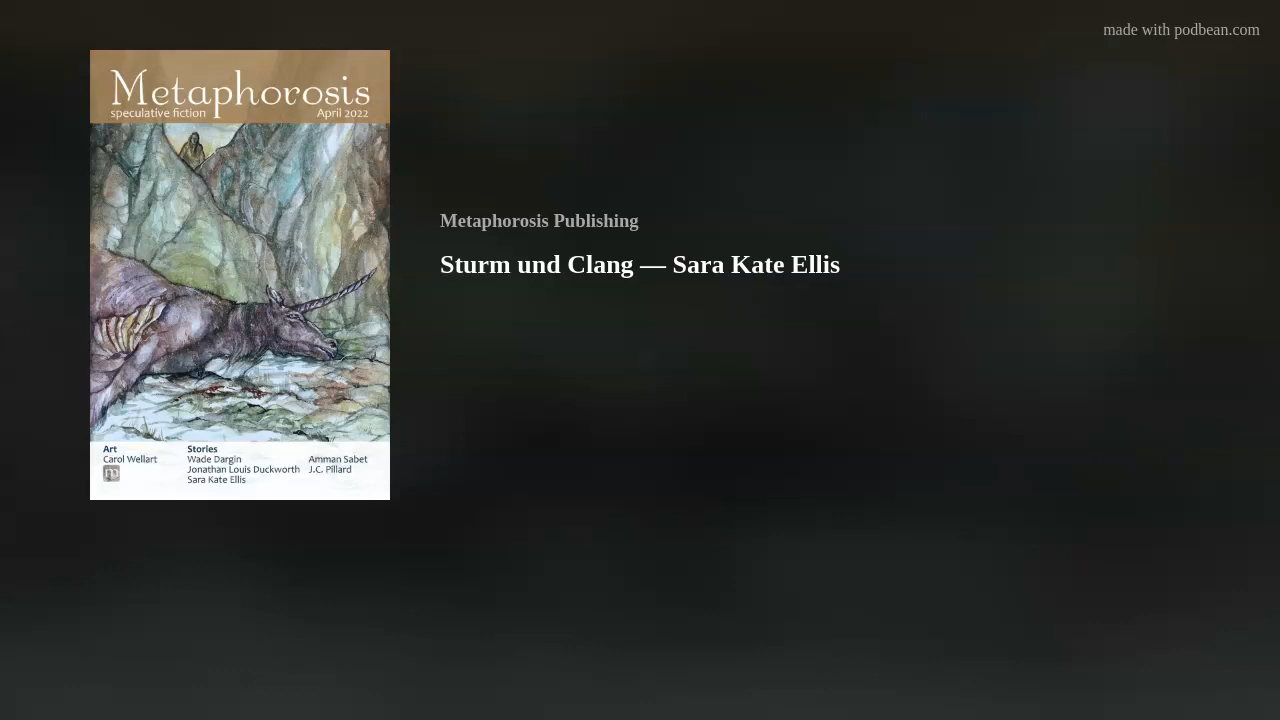 made with podbean.com
Metaphorosis
speculative fiction April 2022
Metaphorosis Publishing
Sturm und Clang — Sara Kate Ellis
Art
Carol Wellart
m
Stories
Wade Dargin
Jonathan Louis Duckworth
Sara Kate Ellis
Amman Sabet
J.C. Pillard